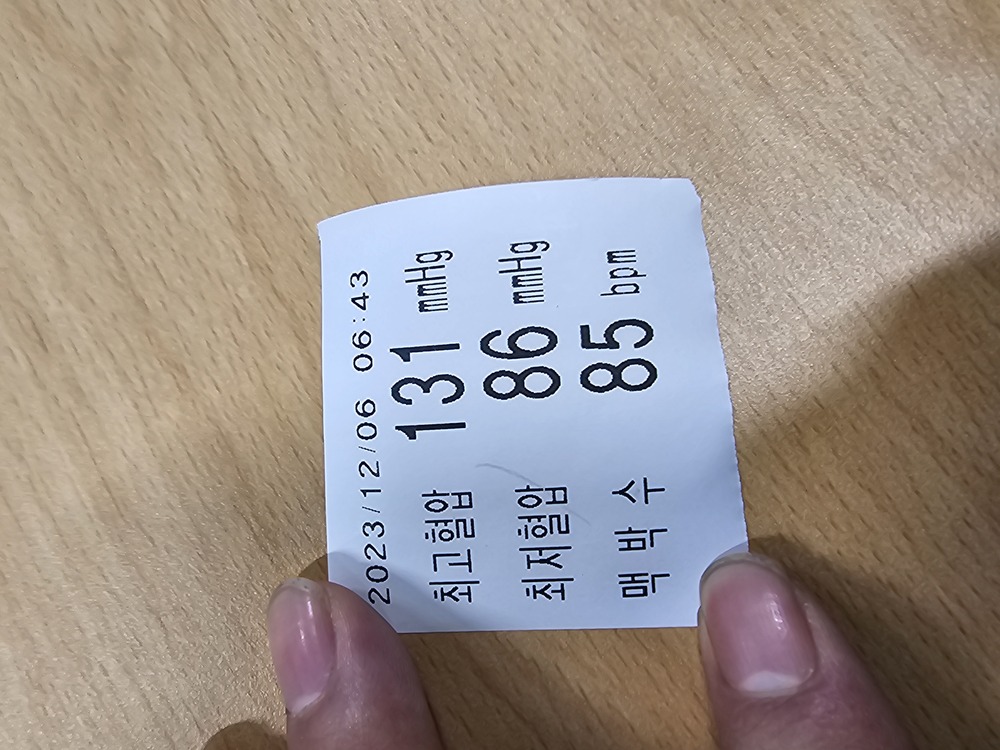 2023/12/06 06:43
최고혈압 131 mmHg
최저혈압 86 mmHg
맥 박 수 85 bpm